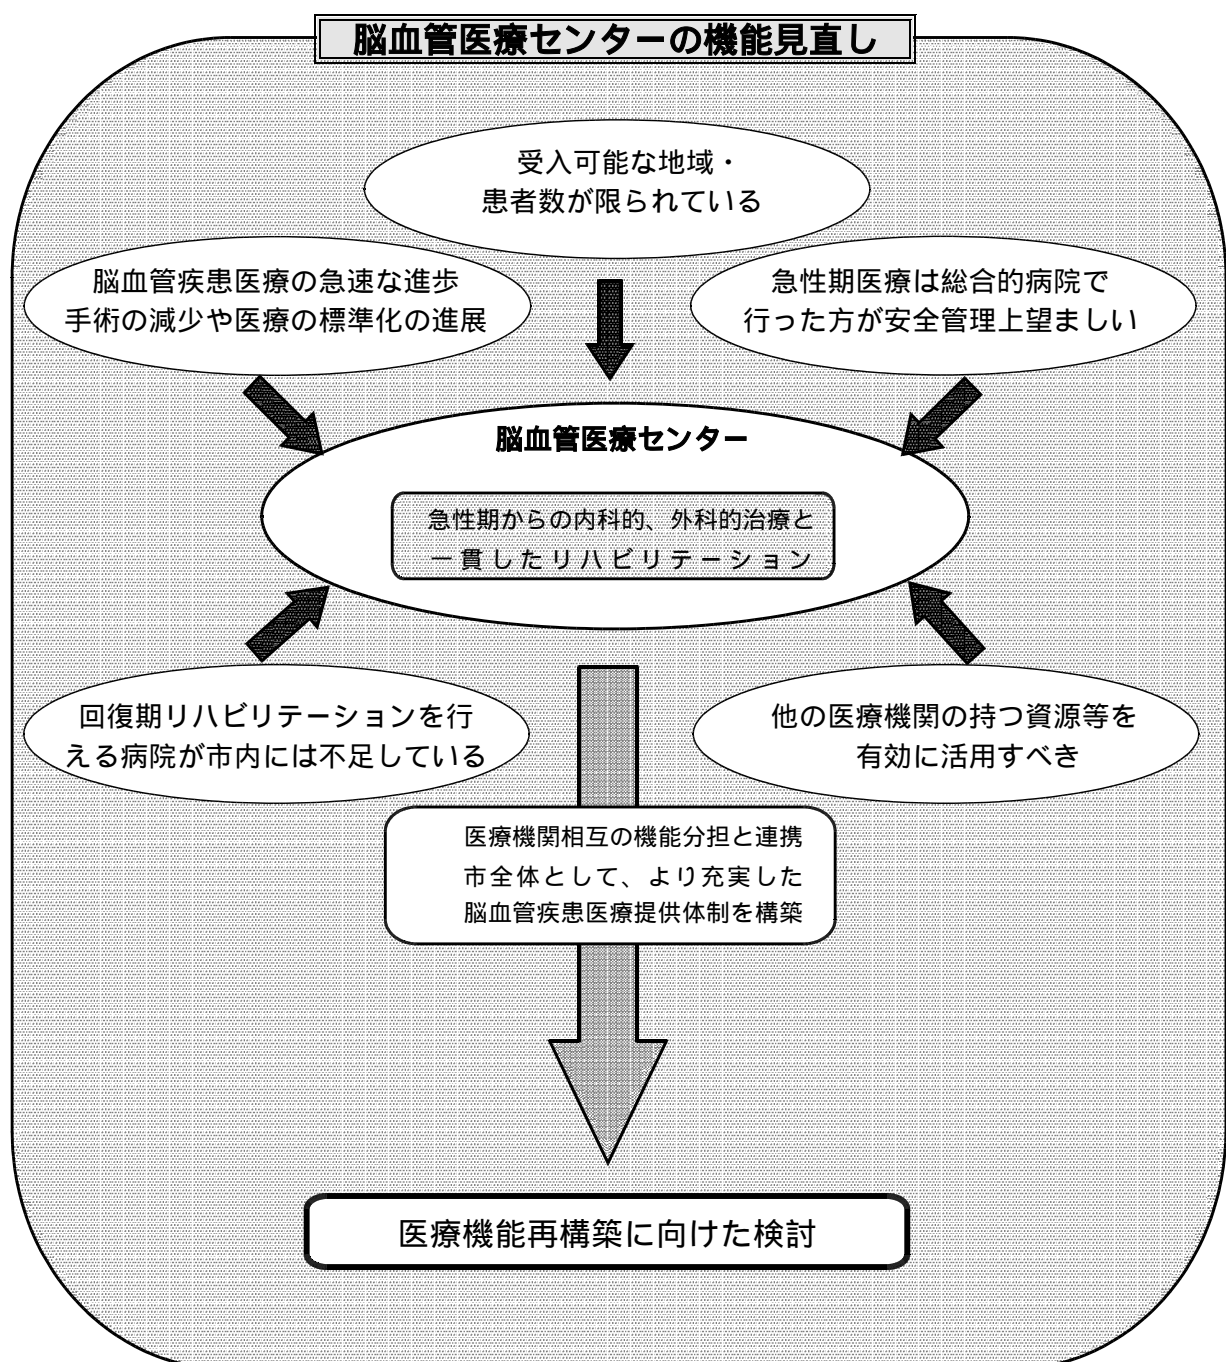 脳血管医療センターの機能見直し
受入可能な地域・
患者数が限られている
脳血管疾患医療の急速な進歩
手術の減少や医療の標準化の進展
急性期医療は総合的病院で
行った方が安全管理上望ましい
脳血管医療センター
急性期からの内科的、外科的治療と
一貫したリハビリテーション
回復期リハビリテーションを行
える病院が市内には不足している
他の医療機関の持つ資源等を
有効に活用すべき
医療機関相互の機能分担と連携
市全体として、より充実した
脳血管疾患医療提供体制を構築
医療機能再構築に向けた検討